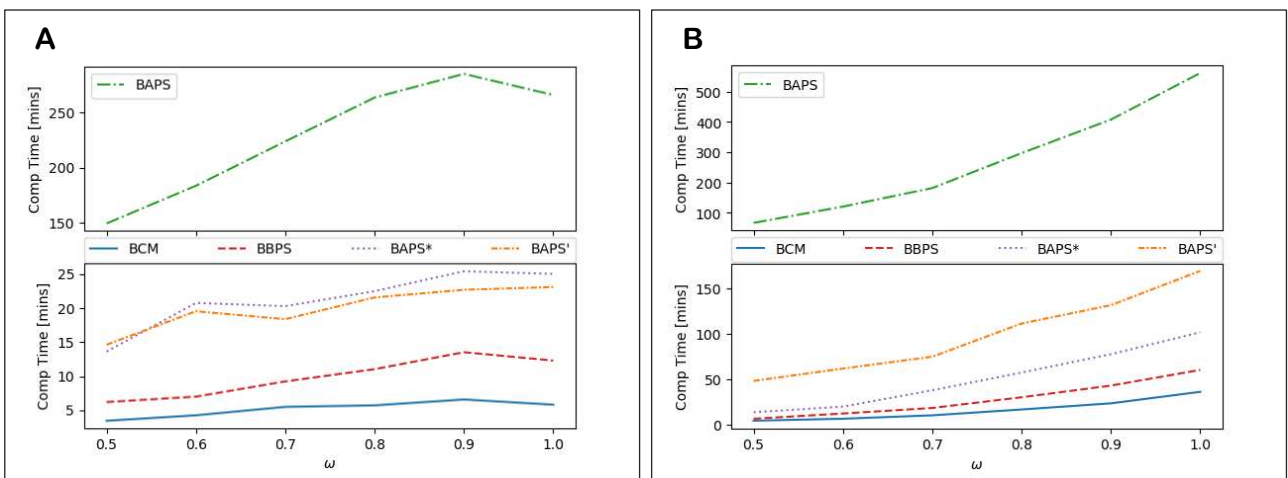 A
BAPS
Comp Time [mins]
250
200
150
BCM BBPS BAPS* BAPS'
Comp Time [mins]
25
20
15
10
5
0.5 0.6 0.7 0.8 0.9 1.0
ω
B
BAPS
Comp Time [mins]
500
400
300
200
100
BCM BBPS BAPS* BAPS'
Comp Time [mins]
150
100
50
0
0.5 0.6 0.7 0.8 0.9 1.0
ω